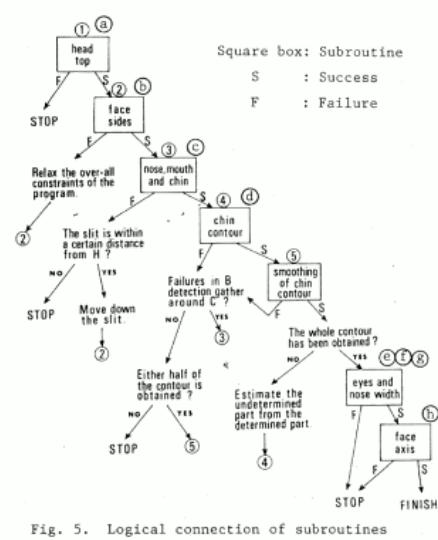 ① ⓐ
head
top
Square box: Subroutine
S : Success
F : Failure
F S
STOP
② ⓑ
face
sides
F S
Relax the over-all
constraints of the
program.
②
③ ⓒ
nose, mouth
and chin
F S
The slit is within
a certain distance
from H ?
NO YES
STOP
Move down
the slit.
②
④ ⓓ
chin
contour
F S
Failures in B
detection gather
around C ?
NO YES
③
Either half of
the contour is
obtained ?
NO YES
STOP ⑤
⑤
smoothing
of chin
contour
F S
The whole contour
has been obtained ?
NO YES
Estimate the
undetermined
part from the
determined part.
④
ⓔ ⓕ ⓖ
eyes and
nose width
F S
ⓗ
face
axis
F S
STOP FINISH
Fig. 5. Logical connection of subroutines